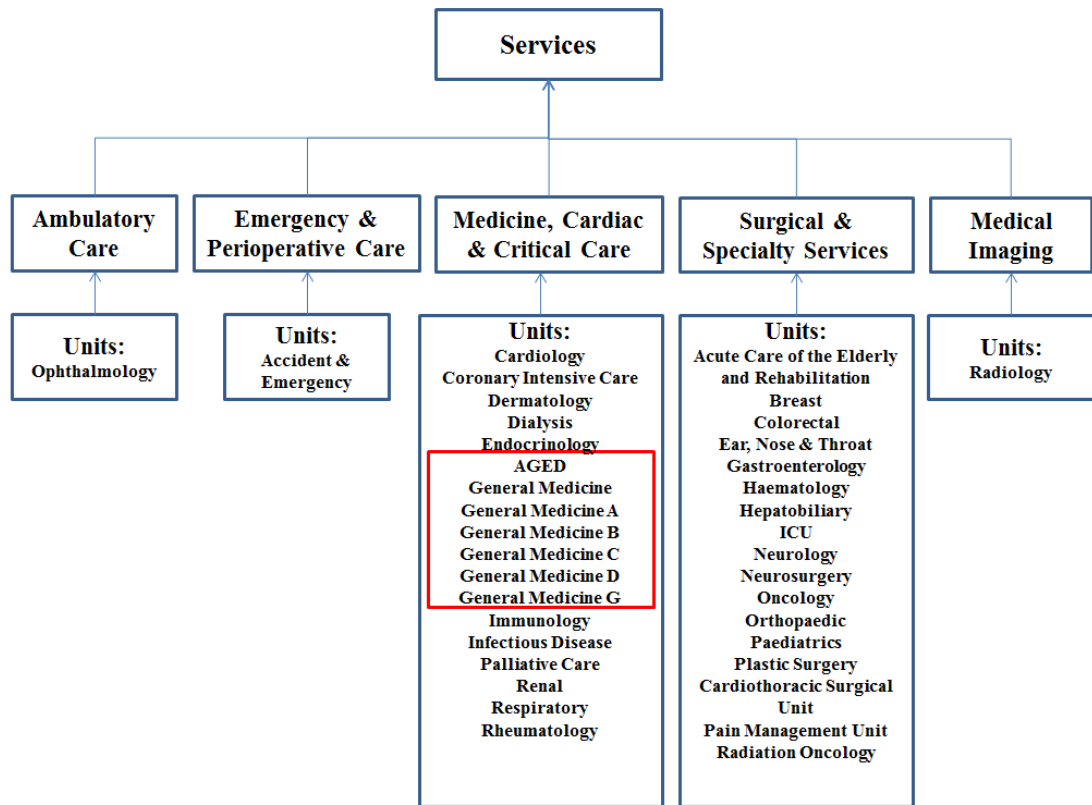 Services
Ambulatory
Care
Emergency &
Perioperative Care
Medicine, Cardiac
& Critical Care
Surgical &
Specialty Services
Medical
Imaging
Units:
Ophthalmology
Units:
Accident &
Emergency
Units:
Cardiology
Coronary Intensive Care
Dermatology
Dialysis
Endocrinology
AGED
General Medicine
General Medicine A
General Medicine B
General Medicine C
General Medicine D
General Medicine G
Immunology
Infectious Disease
Palliative Care
Renal
Respiratory
Rheumatology
Units:
Acute Care of the Elderly
and Rehabilitation
Breast
Colorectal
Ear, Nose & Throat
Gastroenterology
Haematology
Hepatobiliary
ICU
Neurology
Neurosurgery
Oncology
Orthopaedic
Paediatrics
Plastic Surgery
Cardiothoracic Surgical
Unit
Pain Management Unit
Radiation Oncology
Units:
Radiology